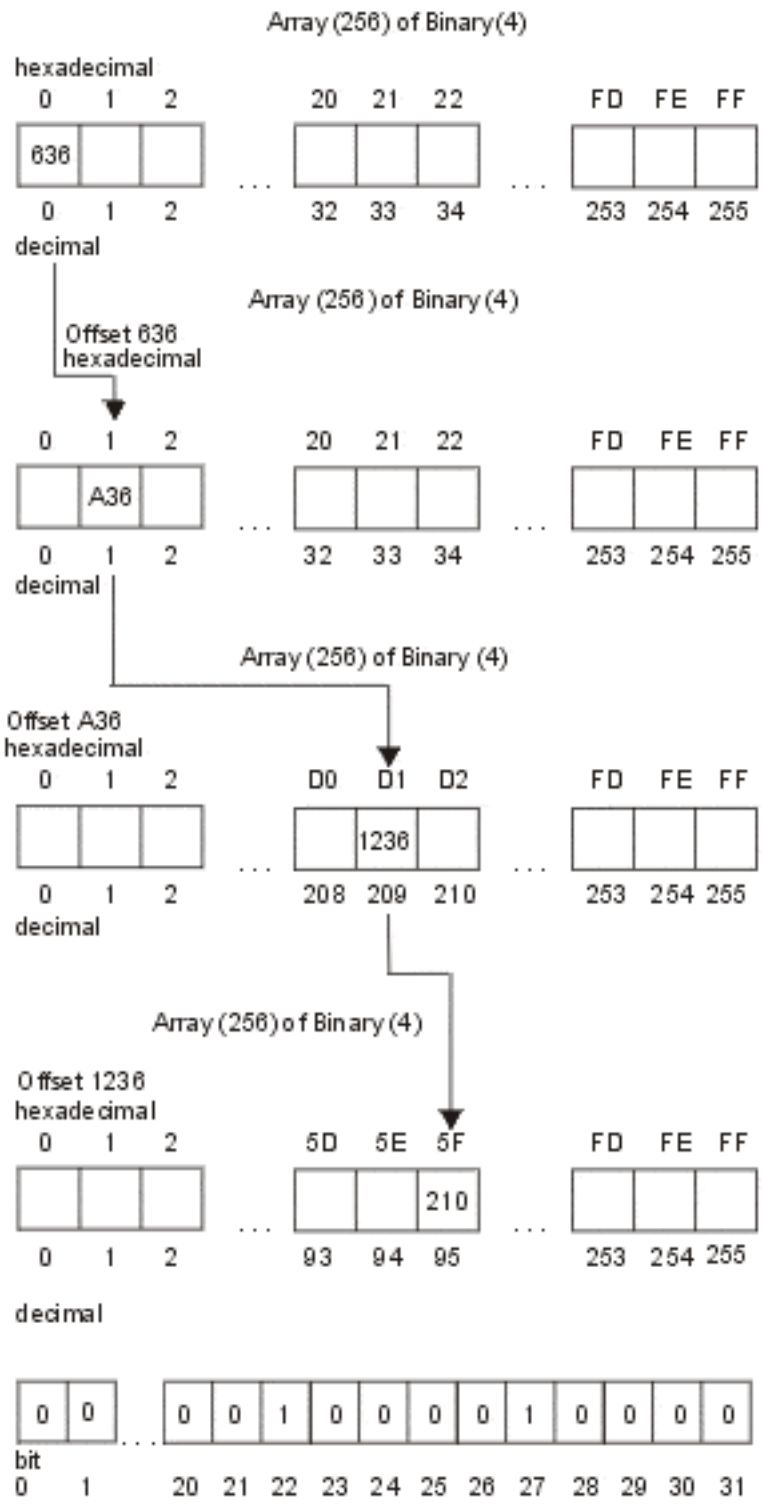 Array (256) of Binary (4)
hexadecimal
0 1 2 20 21 22 FD FE FF
636
... ...
0 1 2 32 33 34 253 254 255
decimal
Array (256) of Binary (4)
Offset 636
hexadecimal
0 1 2 20 21 22 FD FE FF
A36
... ...
0 1 2 32 33 34 253 254 255
decimal
Array (256) of Binary (4)
Offset A36
hexadecimal
0 1 2 D0 D1 D2 FD FE FF
1236
... ...
0 1 2 208 209 210 253 254 255
decimal
Array (256) of Binary (4)
Offset 1236
hexadecimal
0 1 2 5D 5E 5F FD FE FF
210
... ...
0 1 2 93 94 95 253 254 255
decimal
0 0 ... 0 0 1 0 0 0 0 1 0 0 0 0
bit
0 1 20 21 22 23 24 25 26 27 28 29 30 31